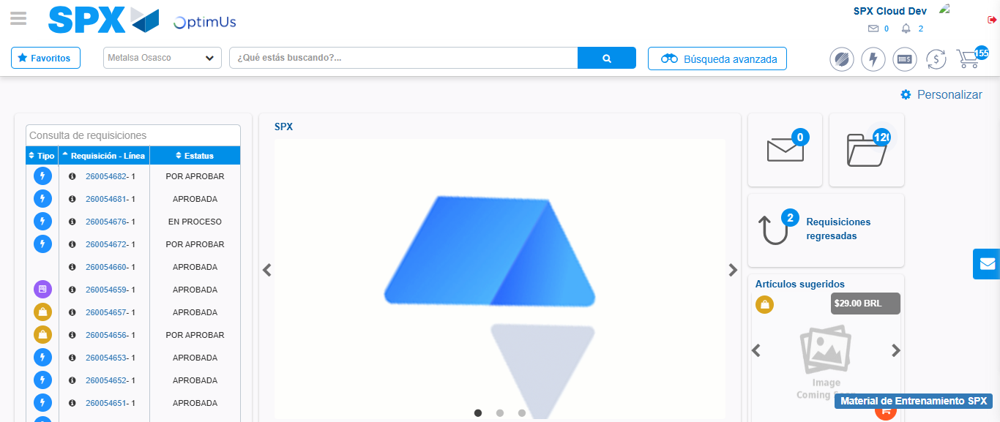 SPX OptimUs
SPX Cloud Dev
0 2
Favoritos
Metalsa Osasco
¿Qué estás buscando?...
Búsqueda avanzada
155
Personalizar
Consulta de requisiciones
Tipo Requisición - Línea Estatus
260054682- 1 POR APROBAR
260054681- 1 APROBADA
260054676- 1 EN PROCESO
260054672- 1 POR APROBAR
260054660- 1 APROBADA
260054659- 1 APROBADA
260054657- 1 APROBADA
260054656- 1 POR APROBAR
260054653- 1 APROBADA
260054652- 1 APROBADA
260054651- 1 APROBADA
SPX
0
120
2
Requisiciones
regresadas
Artículos sugeridos
$29.00 BRL
Image
Coming
Material de Entrenamiento SPX